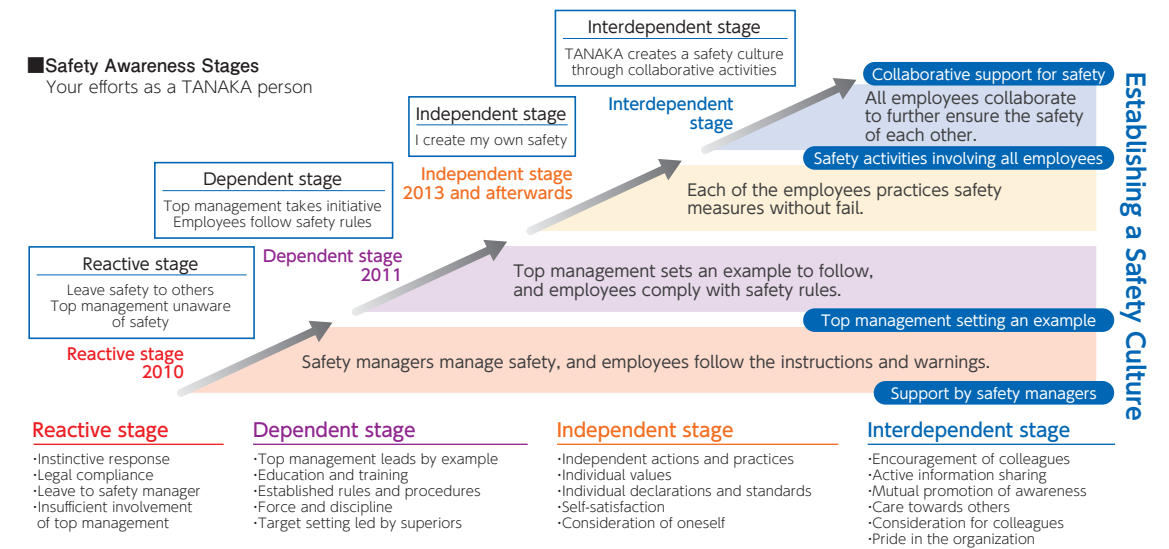 ■Safety Awareness Stages
Your efforts as a TANAKA person
Interdependent stage
TANAKA creates a safety culture
through collaborative activities
Interdependent
stage
Independent stage
I create my own safety
Independent stage
2013 and afterwards
Dependent stage
Top management takes initiative
Employees follow safety rules
Dependent stage
2011
Reactive stage
Leave safety to others
Top management unaware
of safety
Reactive stage
2010
Collaborative support for safety
All employees collaborate
to further ensure the safety
of each other.
Safety activities involving all employees
Each of the employees practices safety
measures without fail.
Top management sets an example to follow,
and employees comply with safety rules.
Top management setting an example
Safety managers manage safety, and employees follow the instructions and warnings.
Support by safety managers
Establishing a Safety Culture
Reactive stage
・Instinctive response
・Legal compliance
・Leave to safety manager
・Insufficient involvement
of top management
Dependent stage
・Top management leads by example
・Education and training
・Established rules and procedures
・Force and discipline
・Target setting led by superiors
Independent stage
・Independent actions and practices
・Individual values
・Individual declarations and standards
・Self-satisfaction
・Consideration of oneself
Interdependent stage
・Encouragement of colleagues
・Active information sharing
・Mutual promotion of awareness
・Care towards others
・Consideration for colleagues
・Pride in the organization